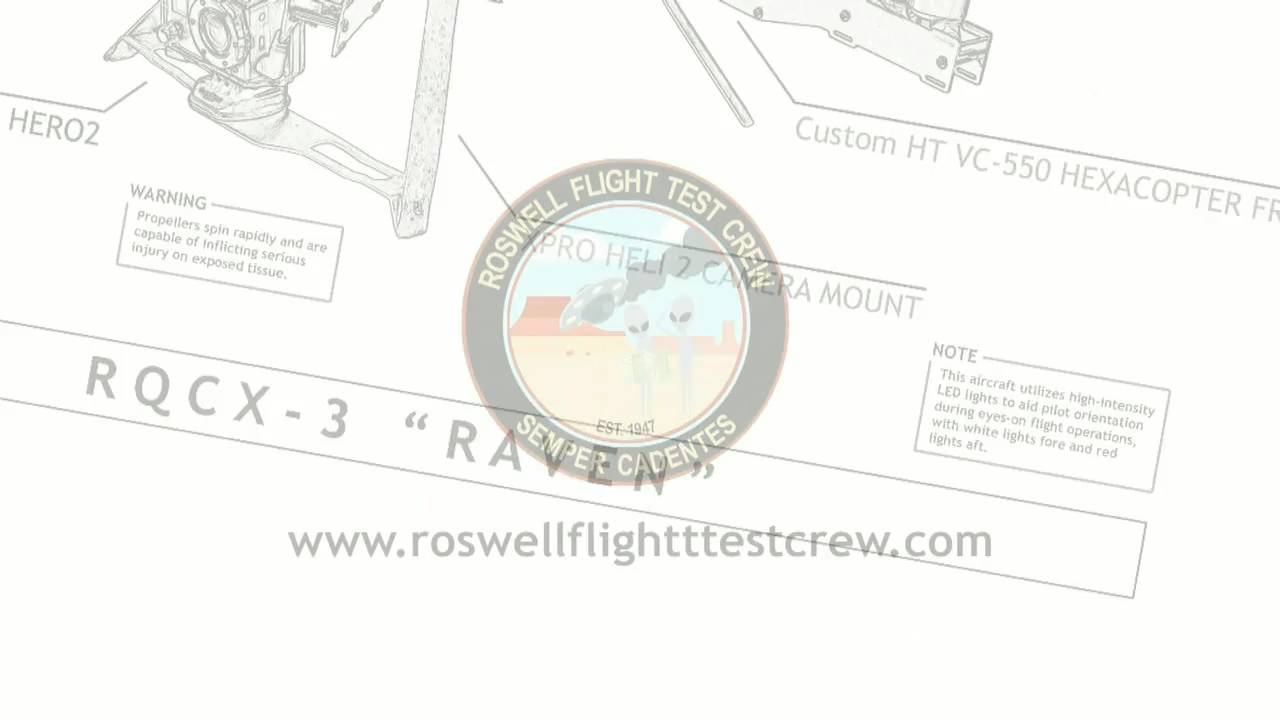 HERO2
Custom HT VC-550 HEXACOPTER FR
WARNING
Propellers spin rapidly and are
capable of inflicting serious
injury on exposed tissue.
ROSWELL FLIGHT TEST CREW
XPRO HELI 2 CAMERA MOUNT
NOTE
This aircraft utilizes high-intensity
LED lights to aid pilot orientation
during eyes-on flight operations,
with white lights fore and red
lights aft.
EST. 1947
SEMPER CADENTES
RQCX-3 “RAVEN”
www.roswellflightttestcrew.com